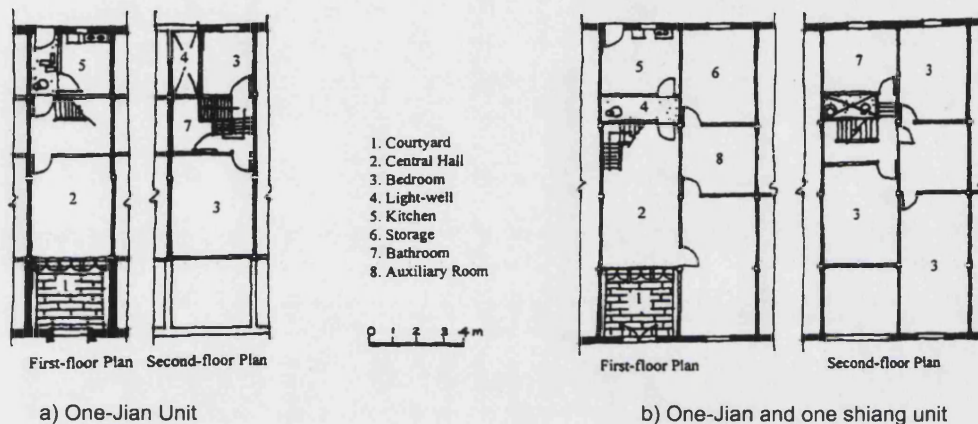 5
2
1
First-floor Plan
4
3
7
3
Second-floor Plan
a) One-Jian Unit
1. Courtyard
2. Central Hall
3. Bedroom
4. Light-well
5. Kitchen
6. Storage
7. Bathroom
8. Auxiliary Room
0 1 2 3 4 m
5
6
4
8
2
1
First-floor Plan
7
3
3
3
Second-floor Plan
b) One-Jian and one shiang unit